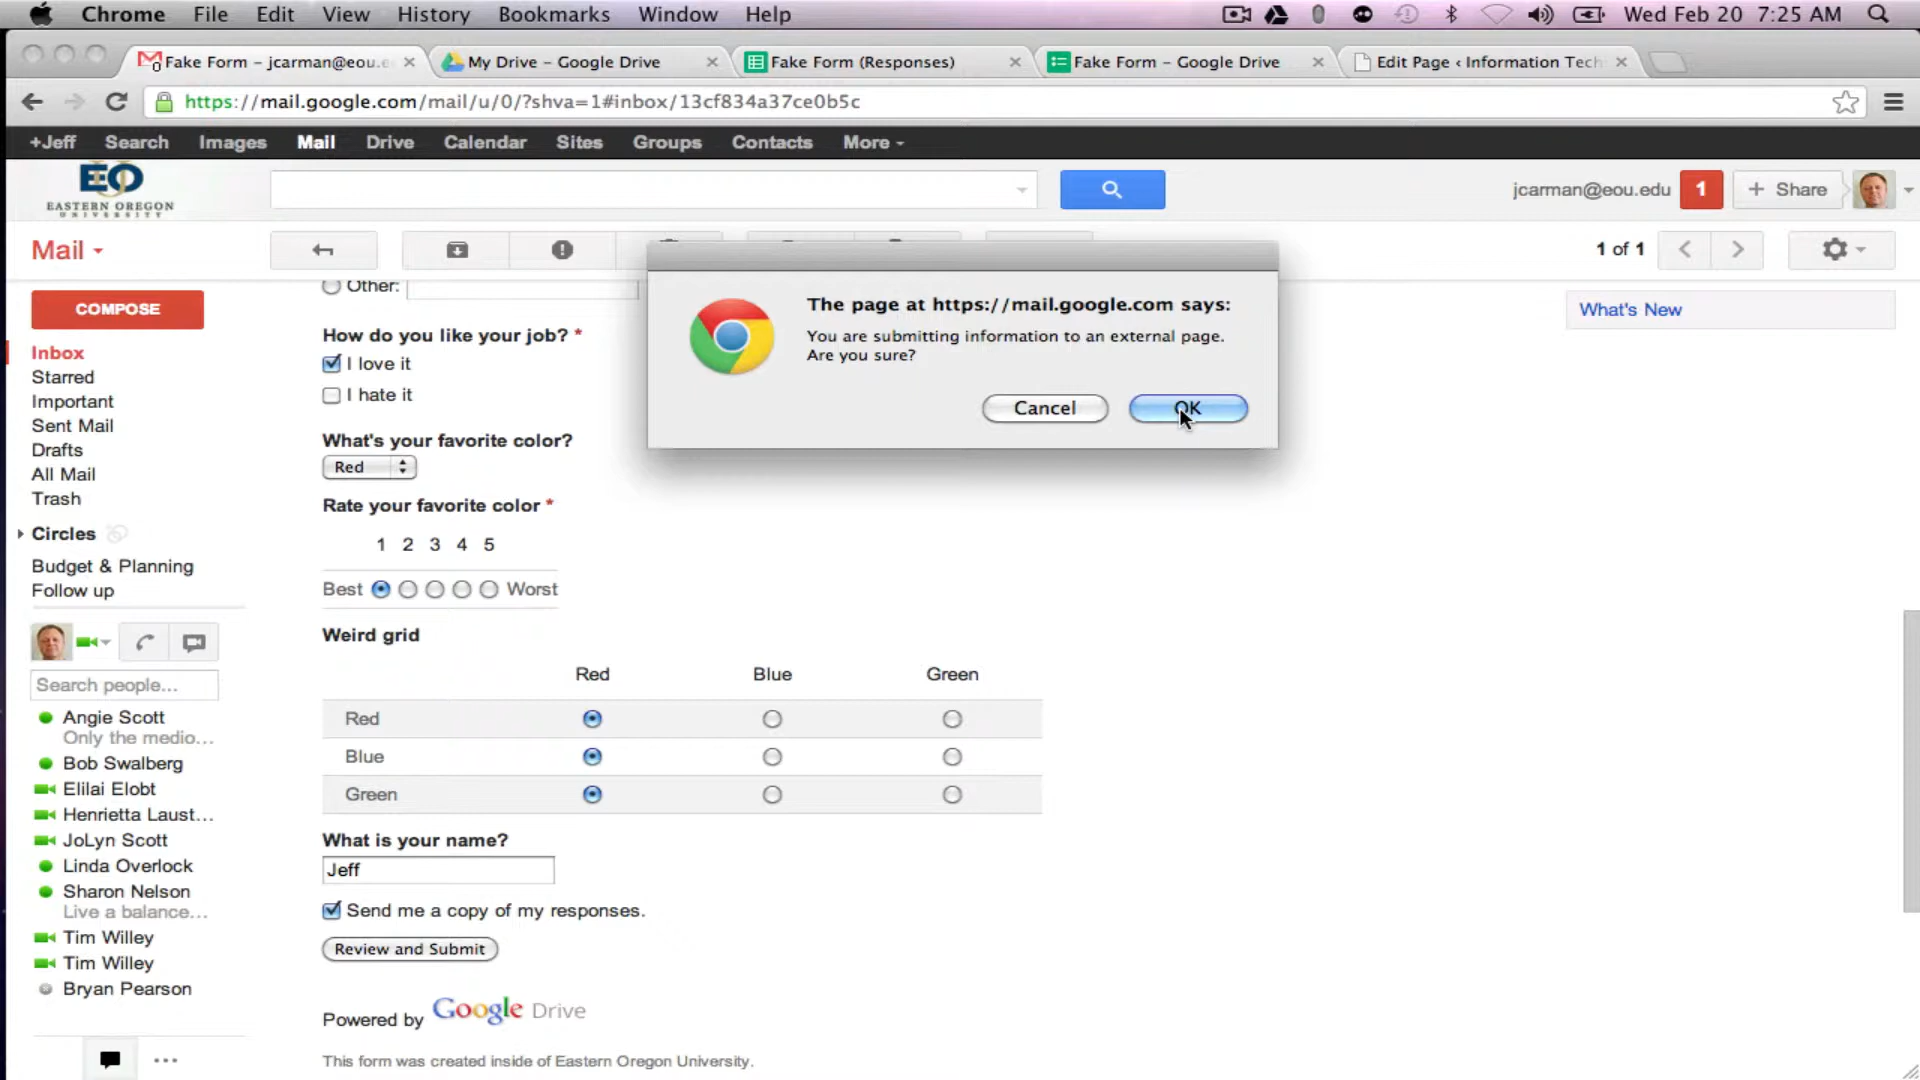 Chrome File Edit View History Bookmarks Window Help Wed Feb 20 7:25 AM
Fake Form – jcarman@eou.e My Drive – Google Drive Fake Form (Responses) Fake Form – Google Drive Edit Page ‹ Information Tech
https://mail.google.com/mail/u/0/?shva=1#inbox/13cf834a37ce0b5c
+Jeff Search Images Mail Drive Calendar Sites Groups Contacts More
EO
EASTERN OREGON
UNIVERSITY
jcarman@eou.edu 1 + Share
Mail
1 of 1
COMPOSE
Inbox
Starred
Important
Sent Mail
Drafts
All Mail
Trash
Circles
Budget & Planning
Follow up
Search people...
Angie Scott
Only the medio...
Bob Swalberg
Elilai Elobt
Henrietta Laust...
JoLyn Scott
Linda Overlock
Sharon Nelson
Live a balance...
Tim Willey
Tim Willey
Bryan Pearson
Other:
How do you like your job? *
I love it
I hate it
What's your favorite color?
Red
Rate your favorite color *
1 2 3 4 5
Best Worst
Weird grid
Red Blue Green
Red
Blue
Green
What is your name?
Jeff
Send me a copy of my responses.
Review and Submit
Powered by Google Drive
This form was created inside of Eastern Oregon University.
The page at https://mail.google.com says:
You are submitting information to an external page.
Are you sure?
Cancel OK
What's New